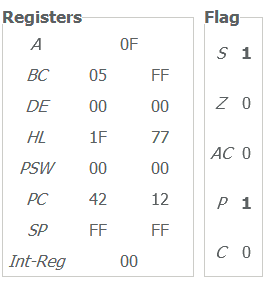 Registers
A 0F
BC 05 FF
DE 00 00
HL 1F 77
PSW 00 00
PC 42 12
SP FF FF
Int-Reg 00
Flag
S 1
Z 0
AC 0
P 1
C 0